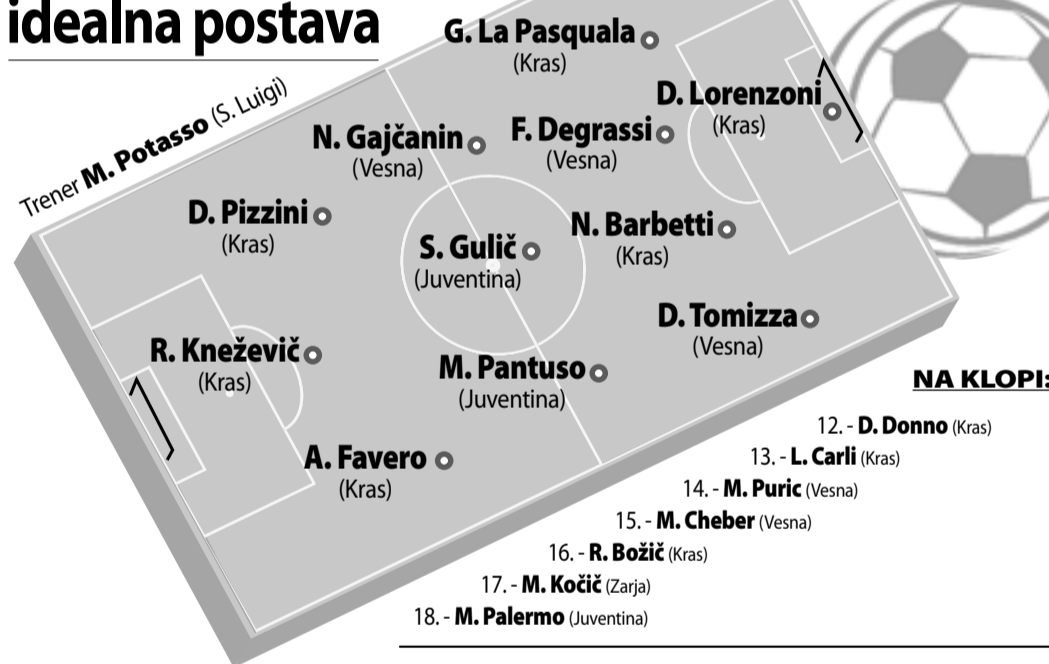 idealna postava
Trener M. Potasso (S. Luigi)
G. La Pasquala
(Kras)
D. Lorenzoni
(Kras)
N. Gajčanin
(Vesna)
F. Degrassi
(Vesna)
D. Pizzini
(Kras)
S. Gulič
(Juventina)
N. Barbetti
(Kras)
D. Tomizza
(Vesna)
R. Kneževič
(Kras)
M. Pantuso
(Juventina)
A. Favero
(Kras)
NA KLOPI:
12. - D. Donno (Kras)
13. - L. Carli (Kras)
14. - M. Puric (Vesna)
15. - M. Cheber (Vesna)
16. - R. Božič (Kras)
17. - M. Kočič (Zarja)
18. - M. Palermo (Juventina)